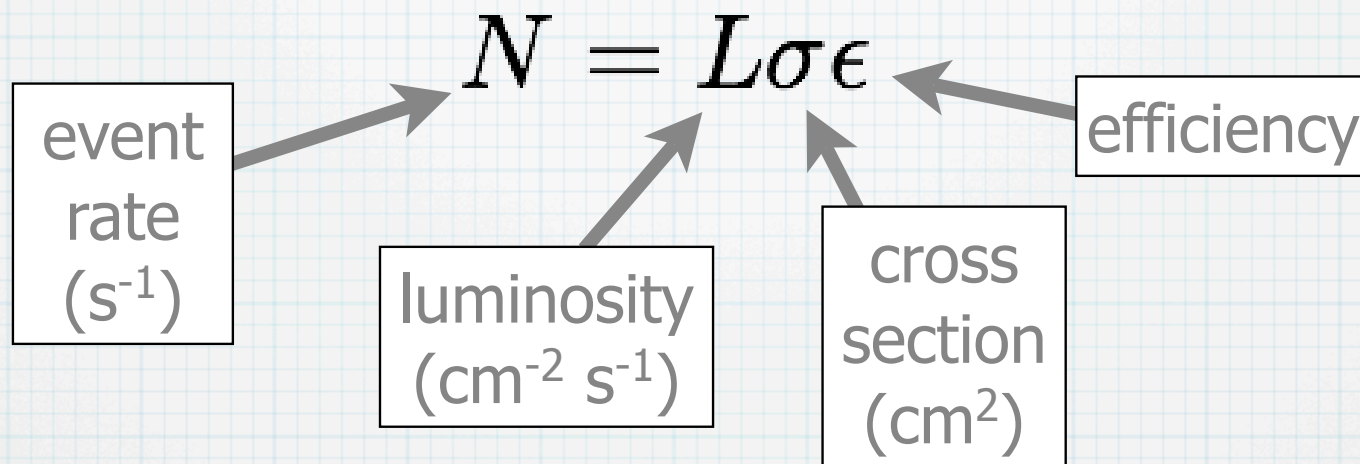 N = Lσϵ
event
rate
(s⁻¹)
luminosity
(cm⁻² s⁻¹)
cross
section
(cm²)
efficiency